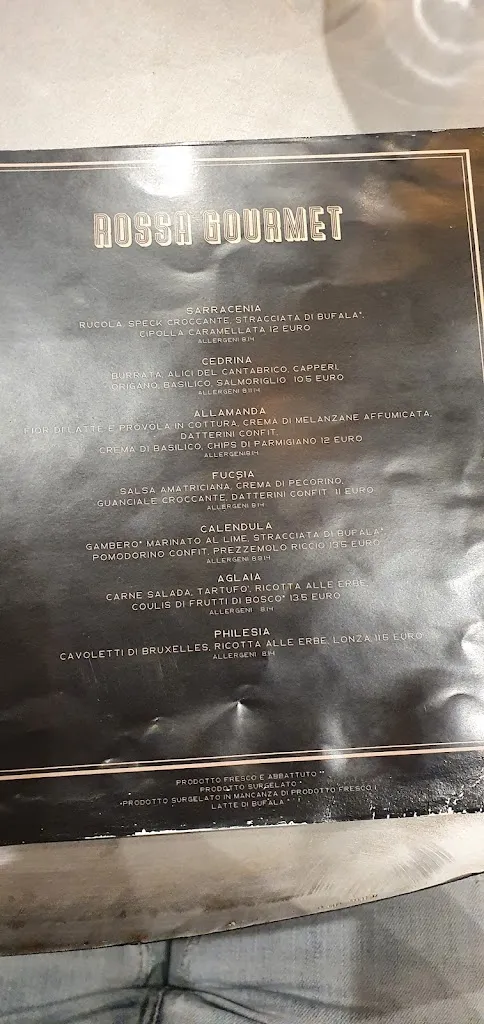 ROSSA GOURMET
SARRACENIA
RUCOLA, SPECK CROCCANTE, STRACCIATA DI BUFALA*,
CIPOLLA CARAMELLATA 12 EURO
ALLERGENI 8.14
CEDRINA
BURRATA, ALICI DEL CANTABRICO, CAPPERI,
ORIGANO, BASILICO, SALMORIGLIO 10.5 EURO
ALLERGENI
ALLAMANDA
FIOR DI LATTE E PROVOLA IN COTTURA, CREMA DI MELANZANE AFFUMICATA,
DATTERINI CONFIT,
CREMA DI BASILICO, CHIPS DI PARMIGIANO 12 EURO
ALLERGENI 8.14
FUCSIA
SALSA AMATRICIANA, CREMA DI PECORINO,
GUANCIALE CROCCANTE, DATTERINI CONFIT 11 EURO
ALLERGENI 8.14
CALENDULA
GAMBERO* MARINATO AL LIME, STRACCIATA DI BUFALA*
POMODORINO CONFIT, PREZZEMOLO RICCIO 13.5 EURO
ALLERGENI
AGLAIA
CARNE SALADA, TARTUFO', RICOTTA ALLE ERBE,
COULIS DI FRUTTI DI BOSCO* 13.5 EURO
ALLERGENI 8.14
PHILESIA
CAVOLETTI DI BRUXELLES, RICOTTA ALLE ERBE, LONZA 11.5 EURO
ALLERGENI 8.14
PRODOTTO FRESCO E ABBATTUTO **
PRODOTTO SURGELATO *
*PRODOTTO SURGELATO IN MANCANZA DI PRODOTTO FRESCO
LATTE DI BUFALA